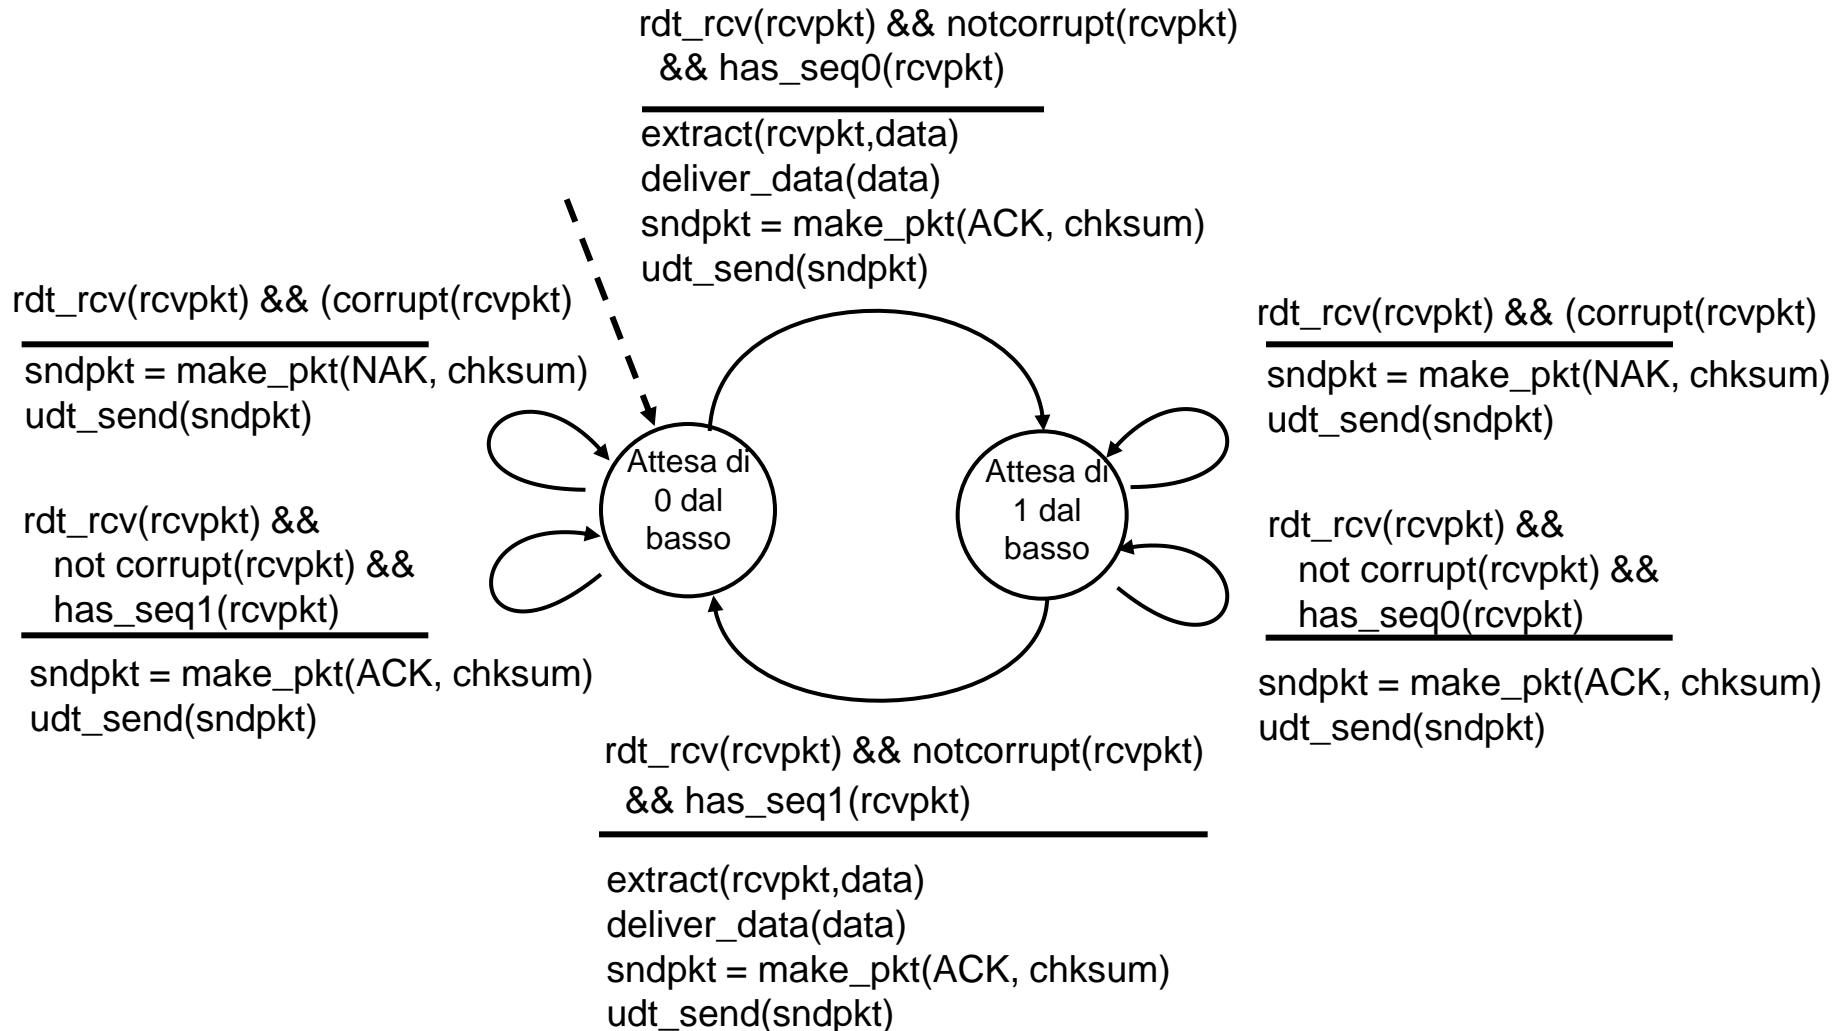 rdt_rcv(rcvpkt) && notcorrupt(rcvpkt)
&& has_seq0(rcvpkt)
extract(rcvpkt,data)
deliver_data(data)
sndpkt = make_pkt(ACK, chksum)
udt_send(sndpkt)
rdt_rcv(rcvpkt) && (corrupt(rcvpkt)
sndpkt = make_pkt(NAK, chksum)
udt_send(sndpkt)
rdt_rcv(rcvpkt) &&
not corrupt(rcvpkt) &&
has_seq1(rcvpkt)
sndpkt = make_pkt(ACK, chksum)
udt_send(sndpkt)
Attesa di
0 dal
basso
Attesa di
1 dal
basso
rdt_rcv(rcvpkt) && (corrupt(rcvpkt)
sndpkt = make_pkt(NAK, chksum)
udt_send(sndpkt)
rdt_rcv(rcvpkt) &&
not corrupt(rcvpkt) &&
has_seq0(rcvpkt)
sndpkt = make_pkt(ACK, chksum)
udt_send(sndpkt)
rdt_rcv(rcvpkt) && notcorrupt(rcvpkt)
&& has_seq1(rcvpkt)
extract(rcvpkt,data)
deliver_data(data)
sndpkt = make_pkt(ACK, chksum)
udt_send(sndpkt)